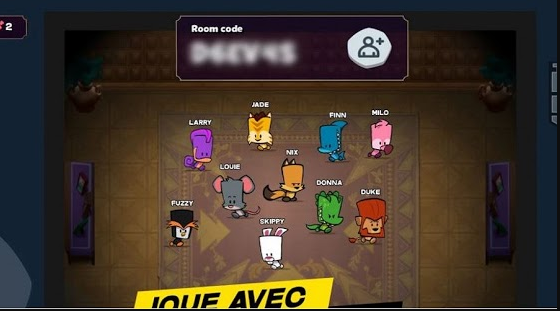 2
Room code
JADE
FINN
MILO
LARRY
NIX
LOUIE
DONNA
DUKE
FUZZY
SKIPPY
JOUE AVEC